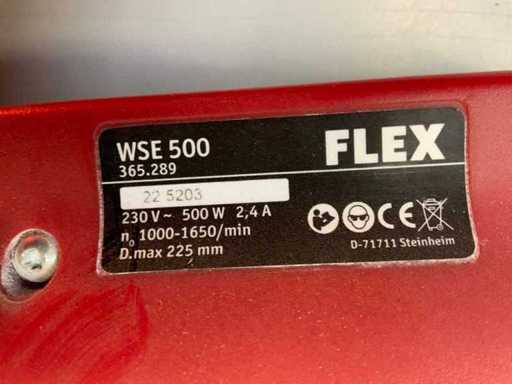 WSE 500
FLEX
365.289
22 5203
230 V~ 500 W 2,4 A
n₀ 1000-1650/min
D.max 225 mm
CE
D-71711 Steinheim